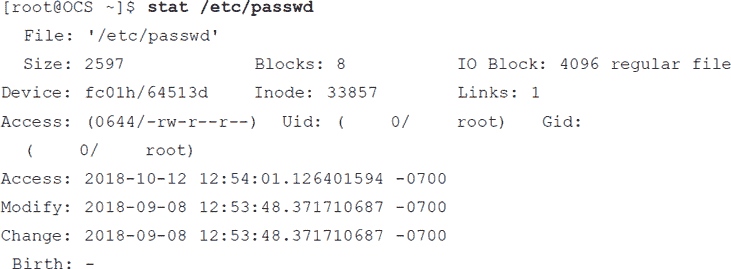 [root@OCS ~]$ stat /etc/passwd
File: '/etc/passwd'
Size: 2597 Blocks: 8 IO Block: 4096 regular file
Device: fc01h/64513d Inode: 33857 Links: 1
Access: (0644/-rw-r--r--) Uid: ( 0/ root) Gid:
( 0/ root)
Access: 2018-10-12 12:54:01.126401594 -0700
Modify: 2018-09-08 12:53:48.371710687 -0700
Change: 2018-09-08 12:53:48.371710687 -0700
Birth: -